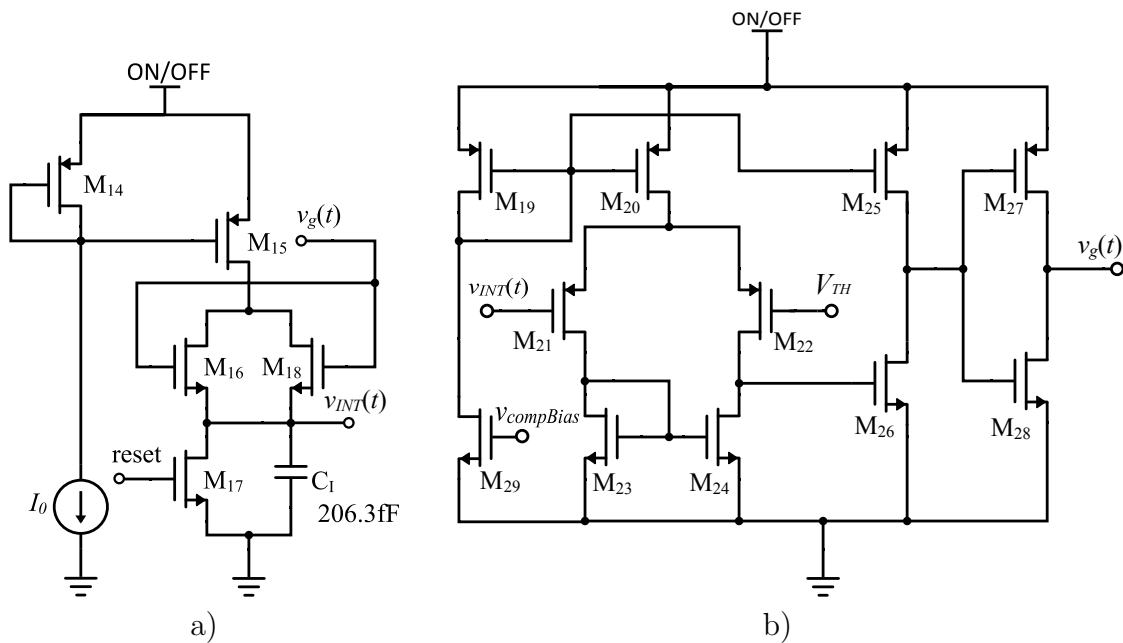 ON/OFF
M14
M15
vg(t)
M16
M18
vINT(t)
reset
M17
CI
206.3fF
I0
a)
ON/OFF
M19
M20
M25
M27
vg(t)
vINT(t)
VTH
M21
M22
vcompBias
M26
M28
M29
M23
M24
b)